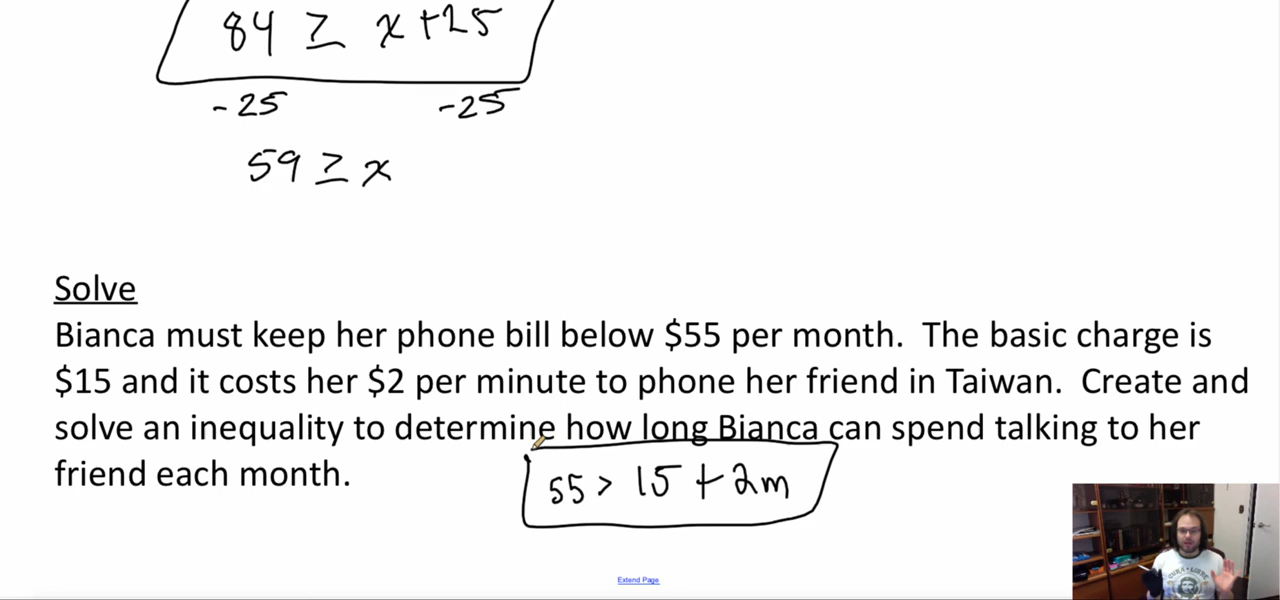 84 ≥ x + 25
- 25 - 25
59 ≥ x
Solve
Bianca must keep her phone bill below $55 per month. The basic charge is
$15 and it costs her $2 per minute to phone her friend in Taiwan. Create and
solve an inequality to determine how long Bianca can spend talking to her
friend each month.
55 > 15 + 2m
Extend Page